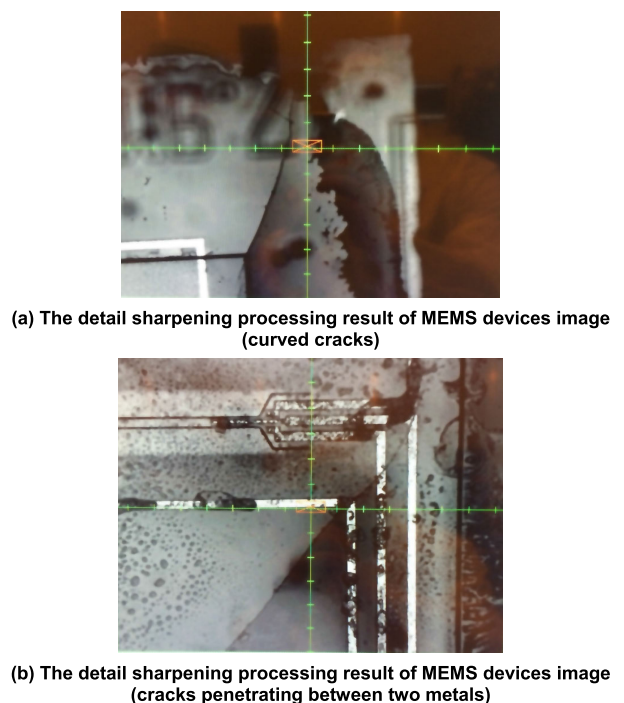 (a) The detail sharpening processing result of MEMS devices image
(curved cracks)
(b) The detail sharpening processing result of MEMS devices image
(cracks penetrating between two metals)